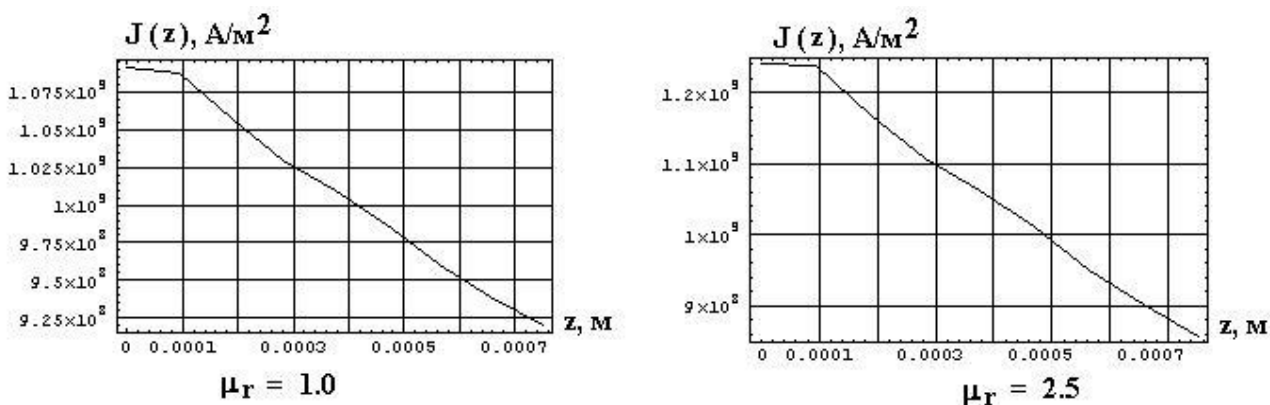 J (z), А/м²
1.075×10⁹
1.05×10⁹
1.025×10⁹
1×10⁹
9.75×10⁸
9.5×10⁸
9.25×10⁸
0 0.0001 0.0003 0.0005 0.0007
z, м
μr = 1.0
J (z), А/м²
1.2×10⁹
1.1×10⁹
1×10⁹
9×10⁸
0 0.0001 0.0003 0.0005 0.0007
z, м
μr = 2.5